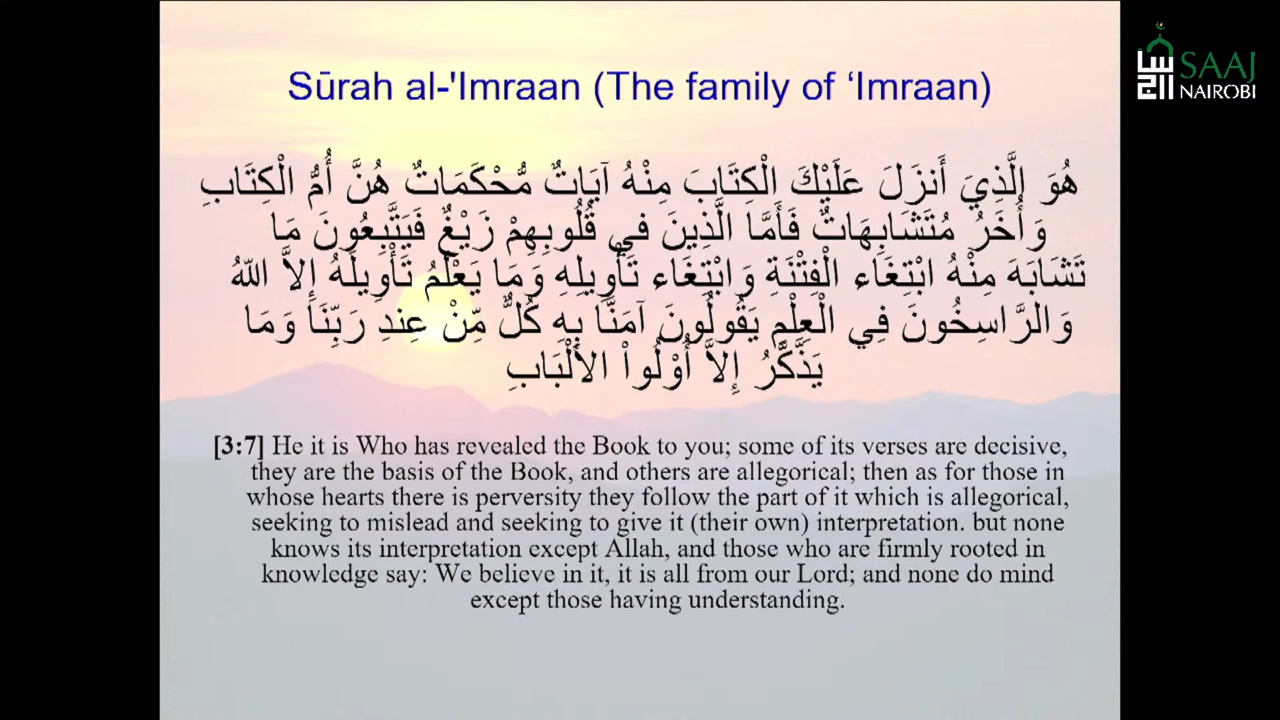 Sūrah al-'Imraan (The family of ‘Imraan)
هُوَ الَّذِيَ أَنزَلَ عَلَيْكَ الْكِتَابَ مِنْهُ آيَاتٌ مُّحْكَمَاتٌ هُنَّ أُمُّ الْكِتَابِ
وَأُخَرُ مُتَشَابِهَاتٌ فَأَمَّا الَّذِينَ في قُلُوبِهِمْ زَيْغٌ فَيَتَّبِعُونَ مَا
تَشَابَهَ مِنْهُ ابْتِغَاء الْفِتْنَةِ وَابْتِغَاء تَأْوِيلِهِ وَمَا يَعْلَمُ تَأْوِيلَهُ إِلاَّ اللّهُ
وَالرَّاسِخُونَ فِي الْعِلْمِ يَقُولُونَ آمَنَّا بِهِ كُلٌّ مِّنْ عِندِ رَبِّنَا وَمَا
يَذَّكَّرُ إِلاَّ أُوْلُواْ الألْبَابِ
[3:7] He it is Who has revealed the Book to you; some of its verses are decisive,
they are the basis of the Book, and others are allegorical; then as for those in
whose hearts there is perversity they follow the part of it which is allegorical,
seeking to mislead and seeking to give it (their own) interpretation. but none
knows its interpretation except Allah, and those who are firmly rooted in
knowledge say: We believe in it, it is all from our Lord; and none do mind
except those having understanding.
SAAJ
NAIROBI